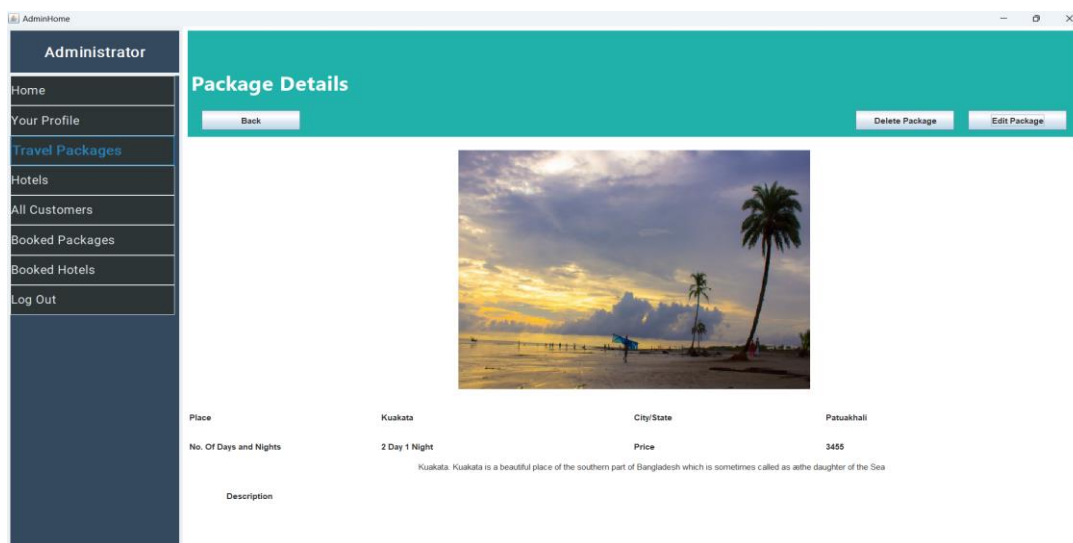 AdminHome
Administrator
Home
Your Profile
Travel Packages
Hotels
All Customers
Booked Packages
Booked Hotels
Log Out
Package Details
Back
Delete Package
Edit Package
Place Kuakata City/State Patuakhali
No. Of Days and Nights 2 Day 1 Night Price 3455
Kuakata. Kuakata is a beautiful place of the southern part of Bangladesh which is sometimes called as æthe daughter of the Sea
Description